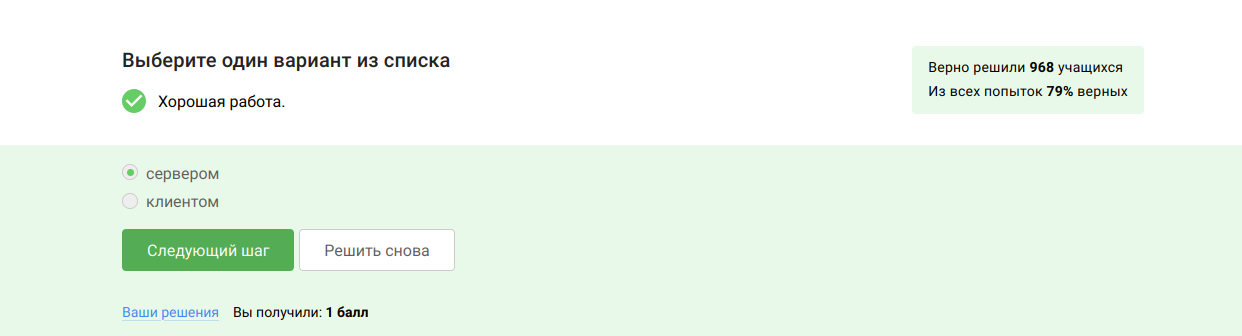 Выберите один вариант из списка
Верно решили 968 учащихся
Из всех попыток 79% верных
Хорошая работа.
сервером
клиентом
Следующий шаг
Решить снова
Ваши решения
Вы получили: 1 балл